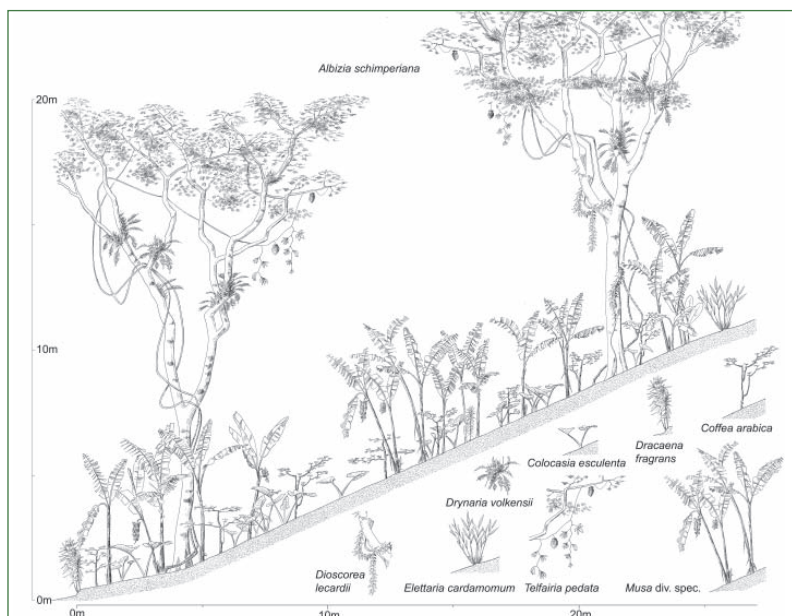 Albizia schimperiana
20m
10m
Coffea arabica
Dracaena
fragrans
Colocasia esculenta
Drynaria volkensii
Dioscorea
lecardii
Elettaria cardamomum
Telfairia pedata
Musa div. spec.
0m
0m
10m
20m